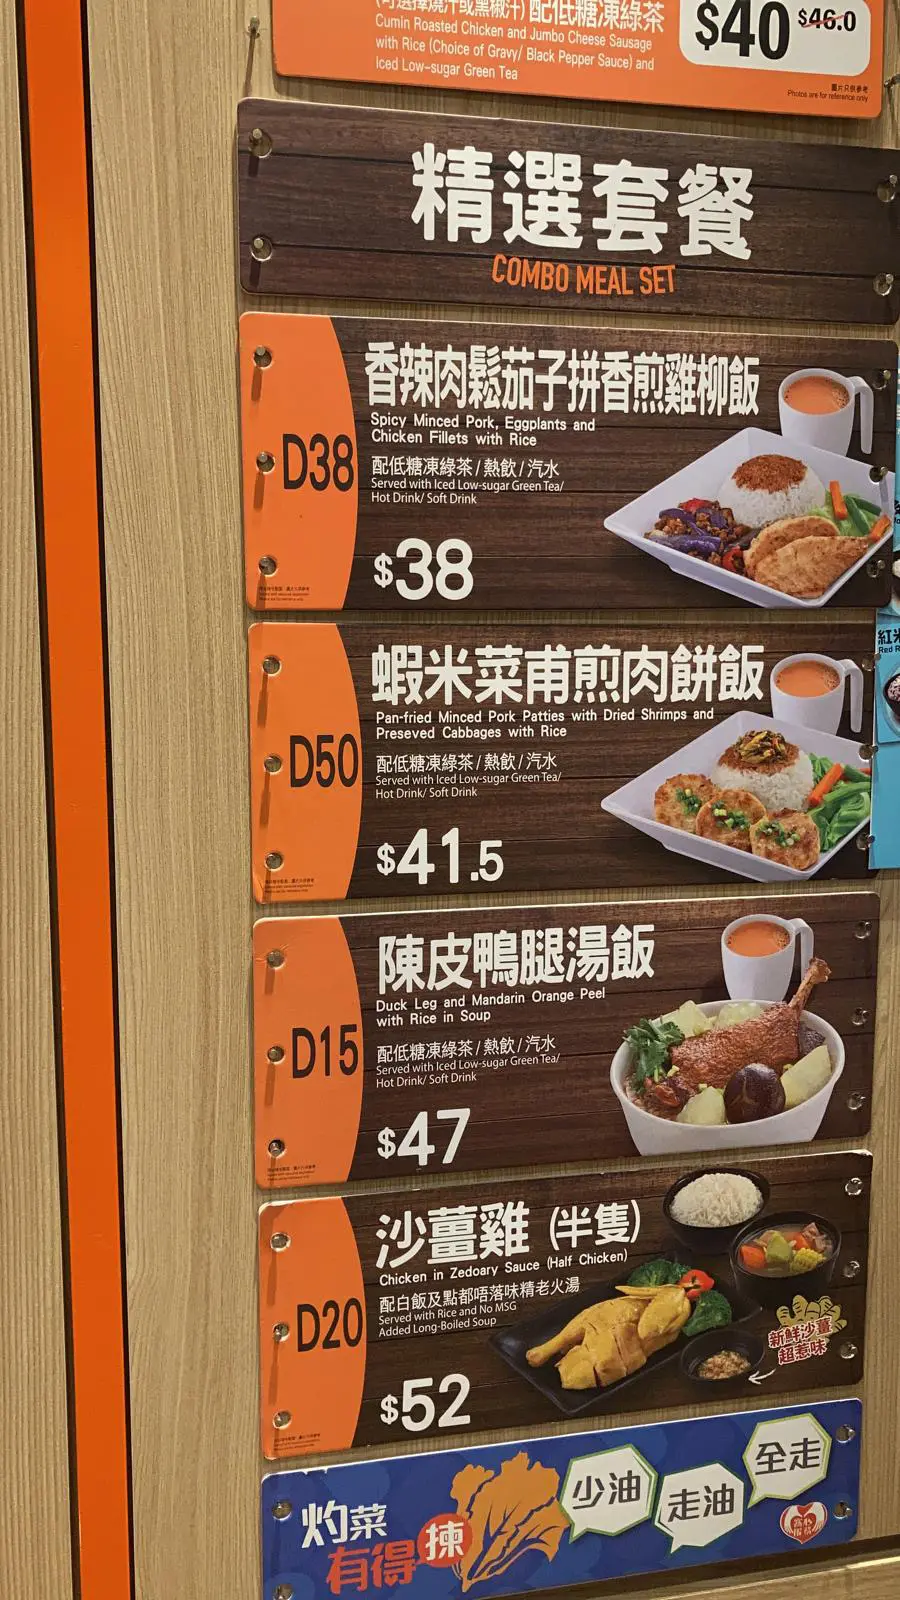 配低糖凍綠茶
$40 $46.0
Cumin Roasted Chicken and Jumbo Cheese Sausage
with Rice (Choice of Gravy/ Black Pepper Sauce) and
Iced Low-sugar Green Tea
圖片只供參考
Photos are for reference only
精選套餐
COMBO MEAL SET
D38
香辣肉鬆茄子拼香煎雞柳飯
Spicy Minced Pork, Eggplants and
Chicken Fillets with Rice
配低糖凍綠茶/熱飲/汽水
Served with Iced Low-sugar Green Tea/
Hot Drink/ Soft Drink
$38
D50
蝦米菜甫煎肉餅飯
Pan-fried Minced Pork Patties with Dried Shrimps and
Preseved Cabbages with Rice
配低糖凍綠茶/熱飲/汽水
Served with Iced Low-sugar Green Tea/
Hot Drink/ Soft Drink
$41.5
D15
陳皮鴨腿湯飯
Duck Leg and Mandarin Orange Peel
with Rice in Soup
配低糖凍綠茶/熱飲/汽水
Served with Iced Low-sugar Green Tea/
Hot Drink/ Soft Drink
$47
D20
沙薑雞 (半隻)
Chicken in Zedoary Sauce (Half Chicken)
配白飯及點都唔落味精老火湯
Served with Rice and No MSG
Added Long-Boiled Soup
$52
新鮮沙薑
超惹味
灼菜
有得揀
少油
走油
全走